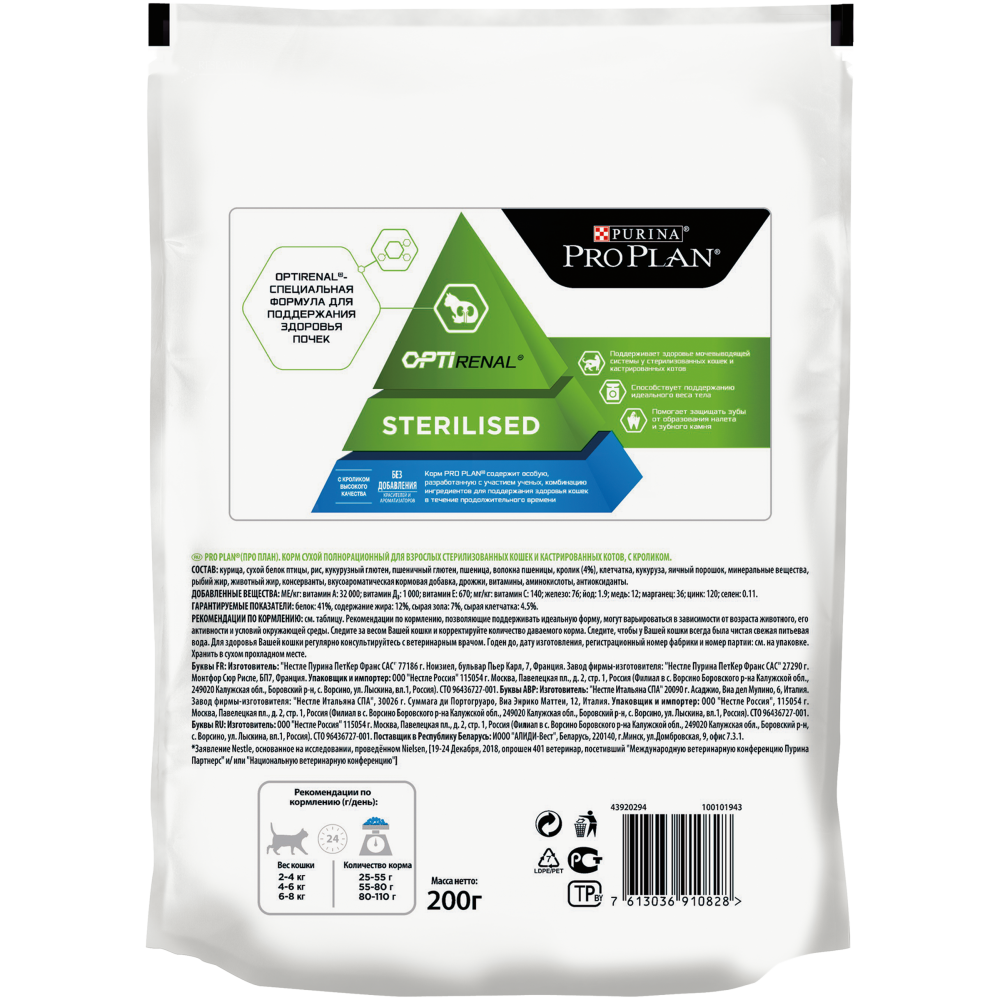 PURINA®
PRO PLAN®
OPTIRENAL®-
СПЕЦИАЛЬНАЯ
ФОРМУЛА ДЛЯ
ПОДДЕРЖАНИЯ
ЗДОРОВЬЯ
ПОЧЕК
OPTIRENAL®
STERILISED
Поддерживает здоровье мочевыводящей
системы у стерилизованных кошек и
кастрированных котов
Способствует поддержанию
идеального веса тела
Помогает защищать зубы
от образования налета
и зубного камня
С КРОЛИКОМ
ВЫСОКОГО
КАЧЕСТВА
БЕЗ
ДОБАВЛЕНИЯ
КРАСИТЕЛЕЙ И
АРОМАТИЗАТОРОВ
Корм PRO PLAN® содержит особую,
разработанную с участием ученых, комбинацию
ингредиентов для поддержания здоровья кошек
в течение продолжительного времени
PRO PLAN®(ПРО ПЛАН). КОРМ СУХОЙ ПОЛНОРАЦИОННЫЙ ДЛЯ ВЗРОСЛЫХ СТЕРИЛИЗОВАННЫХ КОШЕК И КАСТРИРОВАННЫХ КОТОВ, С КРОЛИКОМ.
СОСТАВ: курица, сухой белок птицы, рис, кукурузный глютен, пшеничный глютен, пшеница, волокна пшеницы, кролик (4%), клетчатка, кукуруза, яичный порошок, минеральные вещества,
рыбий жир, животный жир, консерванты, вкусоароматическая кормовая добавка, дрожжи, витамины, аминокислоты, антиоксиданты.
ДОБАВЛЕННЫЕ ВЕЩЕСТВА: МЕ/кг: витамин А: 32 000; витамин Д₃: 1 000; витамин Е: 670; мг/кг: витамин С: 140; железо: 76; йод: 1.9; медь: 12; марганец: 36; цинк: 120; селен: 0.11.
ГАРАНТИРУЕМЫЕ ПОКАЗАТЕЛИ: белок: 41%, содержание жира: 12%, сырая зола: 7%, сырая клетчатка: 4.5%.
РЕКОМЕНДАЦИИ ПО КОРМЛЕНИЮ: см. таблицу. Рекомендации по кормлению, позволяющие поддерживать идеальную форму, могут варьироваться в зависимости от возраста животного, его
активности и условий окружающей среды. Следите за весом Вашей кошки и корректируйте количество даваемого корма. Следите, чтобы у Вашей кошки всегда была чистая свежая питьевая
вода. Для здоровья Вашей кошки регулярно консультируйтесь с ветеринарным врачом. Годен до, дату изготовления, регистрационный номер фабрики и номер партии: см. на упаковке.
Хранить в сухом прохладном месте.
Буквы FR: Изготовитель: "Нестле Пурина ПетКер Франс САС" 77186 г. Ноизиел, бульвар Пьер Карл, 7, Франция. Завод фирмы-изготовителя: "Нестле Пурина ПетКер Франс САС" 27290 г.
Монтфор Сюр Рисле, БП7, Франция. Упаковщик и импортер: ООО "Нестле Россия" 115054 г. Москва, Павелецкая пл., д. 2, стр. 1, Россия (Филиал в с. Ворсино Боровского р-на Калужской обл.,
249020 Калужская обл., Боровский р-н, с. Ворсино, ул. Лыскина, вл.1, Россия). СТО 96436727-001. Буквы АВР: Изготовитель: "Нестле Итальяна СПА" 20090 г. Асаджио, Виа дел Мулино, 6, Италия.
Завод фирмы-изготовителя: "Нестле Итальяна СПА", 30026 г. Суммага ди Портогруаро, Виа Энрико Маттеи, 12, Италия. Упаковщик и импортер: ООО "Нестле Россия", 115054 г.
Москва, Павелецкая пл., д. 2, стр. 1, Россия (Филиал в с. Ворсино Боровского р-на Калужской обл., 249020 Калужская обл., Боровский р-н, с. Ворсино, ул. Лыскина, вл.1, Россия). СТО 96436727-001.
Буквы RU: Изготовитель: ООО "Нестле Россия" 115054 г. Москва, Павелецкая пл., д. 2, стр. 1, Россия (Филиал в с. Ворсино Боровского р-на Калужской обл., 249020 Калужская обл., Боровский р-н,
с. Ворсино, ул. Лыскина, вл.1, Россия). СТО 96436727-001. Поставщик в Республику Беларусь: ИООО "АЛИДИ-Вест", Беларусь, 220140, г.Минск, ул.Домбровская, 9, офис 7.3.1.
*Заявление Nestle, основанное на исследовании, проведённом Nielsen, [19-24 Декабря, 2018, опрошен 401 ветеринар, посетивший "Международную ветеринарную конференцию Пурина
Партнерс" и/ или "Национальную ветеринарную конференцию"]
Рекомендации по
кормлению (г/день):
24
Вес кошки Количество корма
2-4 кг 25-55 г
4-6 кг 55-80 г
6-8 кг 80-110 г
Масса нетто:
200г
43920294 100101943
7
LDPE/PET
РСТ
TP BY
7 613036 910828 >